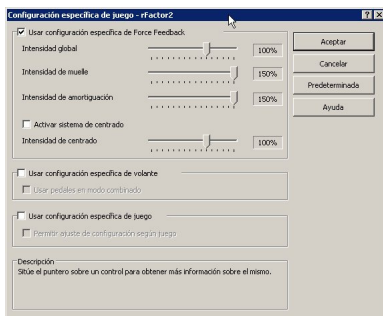 Configuración específica de juego - rFactor2
Usar configuración específica de Force Feedback
Intensidad global
100%
Intensidad de muelle
150%
Intensidad de amortiguación
150%
Activar sistema de centrado
Intensidad de centrado
100%
Usar configuración específica de volante
Usar pedales en modo combinado
Usar configuración específica de juego
Permitir ajuste de configuración según juego
Descripción
Sitúe el puntero sobre un control para obtener más información sobre el mismo.
Aceptar
Cancelar
Predeterminada
Ayuda